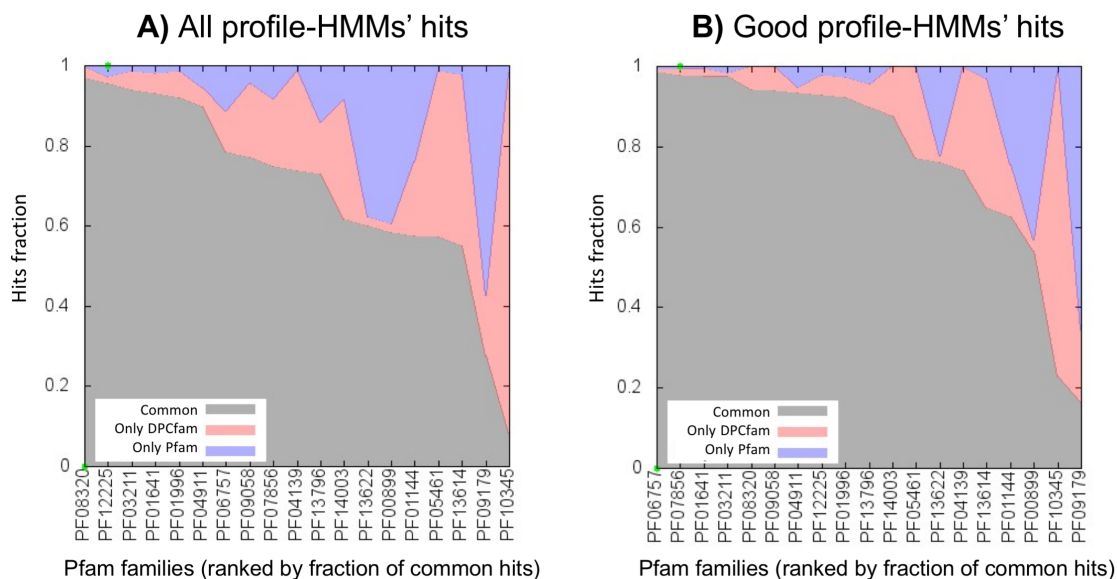 A) All profile-HMMs’ hits
1
0.8
0.6
0.4
0.2
0
Hits fraction
Common
Only DPCfam
Only Pfam
PF08320
PF12225
PF03211
PF01641
PF01996
PF04911
PF06757
PF09058
PF07856
PF04139
PF13796
PF14003
PF13622
PF00899
PF01144
PF05461
PF13614
PF09179
PF10345
Pfam families (ranked by fraction of common hits)
B) Good profile-HMMs’ hits
1
0.8
0.6
0.4
0.2
0
Hits fraction
Common
Only DPCfam
Only Pfam
PF06757
PF07856
PF01641
PF03211
PF08320
PF09058
PF04911
PF12225
PF01996
PF13796
PF14003
PF05461
PF13622
PF04139
PF13614
PF01144
PF00899
PF10345
PF09179
Pfam families (ranked by fraction of common hits)